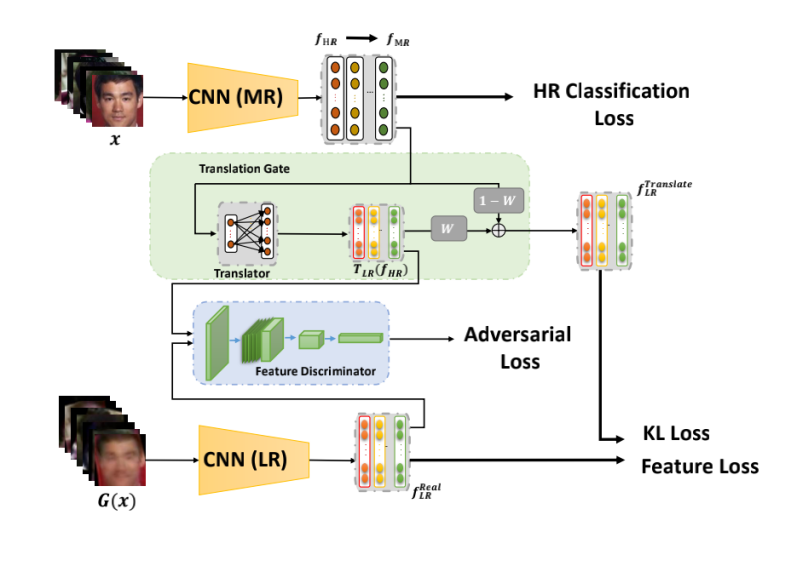 f_HR → f_MR
CNN (MR)
x
HR Classification
Loss
Translation Gate
1 − W
W
f_LR^Translate
Translator
T_LR(f_HR)
Adversarial
Loss
Feature Discriminator
CNN (LR)
KL Loss
Feature Loss
G(x)
f_LR^Real